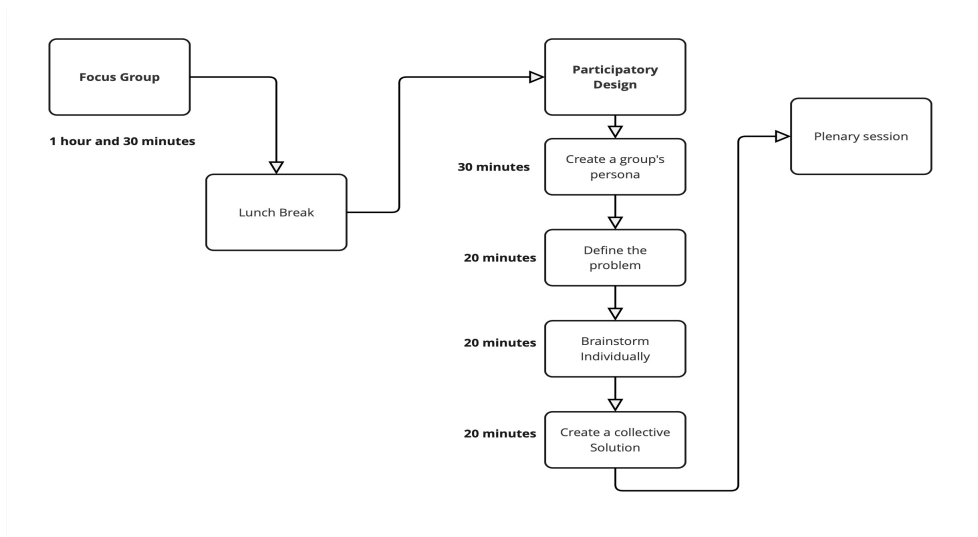 Focus Group
1 hour and 30 minutes
Lunch Break
Participatory
Design
30 minutes
Create a group's
persona
20 minutes
Define the
problem
20 minutes
Brainstorm
Individually
20 minutes
Create a collective
Solution
Plenary session